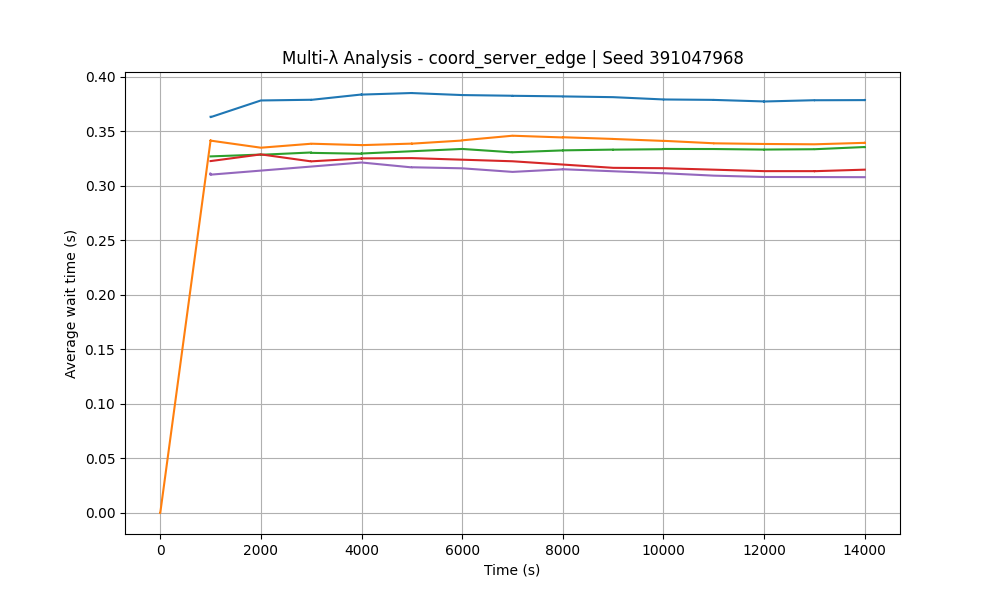 Multi-λ Analysis - coord_server_edge | Seed 391047968
0.40
0.35
0.30
0.25
0.20
0.15
0.10
0.05
0.00
Average wait time (s)
0 2000 4000 6000 8000 10000 12000 14000
Time (s)